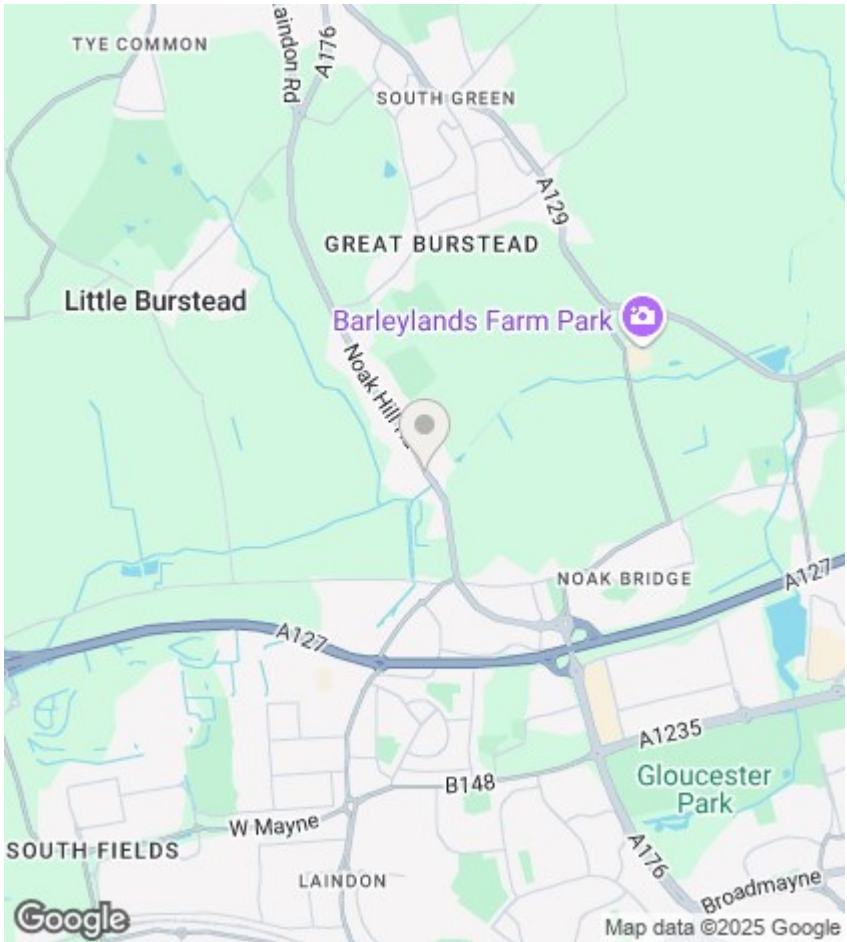 TYE COMMON
Laindon Rd
A176
SOUTH GREEN
A129
GREAT BURSTEAD
Little Burstead
Barleylands Farm Park
Noak Hill
NOAK BRIDGE
A127
A127
A1235
B148
Gloucester
Park
W Mayne
SOUTH FIELDS
A176
LAINDON
Broadmayne
Google
Map data ©2025 Google